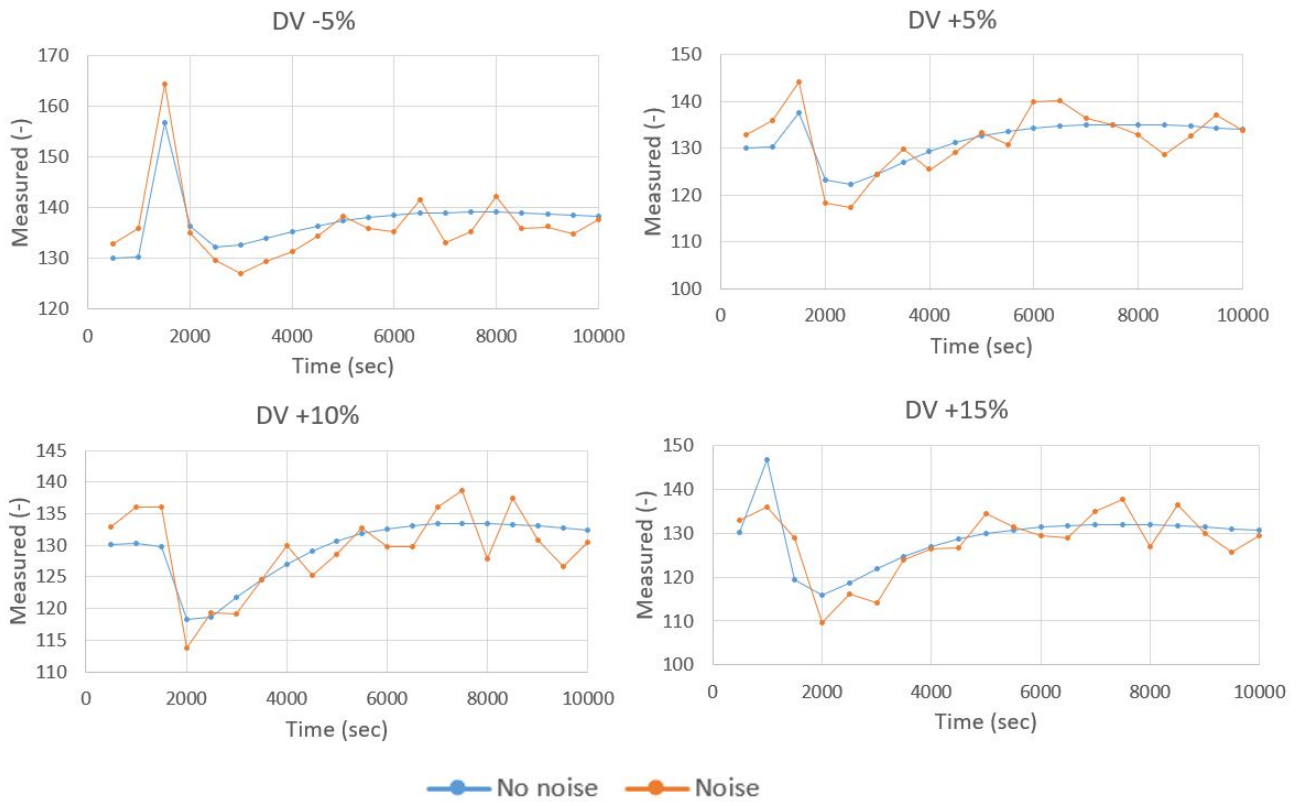 DV -5%
170
160
150
140
130
120
Measured (-)
0 2000 4000 6000 8000 10000
Time (sec)
DV +5%
150
140
130
120
110
100
Measured (-)
0 2000 4000 6000 8000 10000
Time (sec)
DV +10%
145
140
135
130
125
120
115
110
Measured (-)
0 2000 4000 6000 8000 10000
Time (sec)
DV +15%
150
140
130
120
110
100
Measured (-)
0 2000 4000 6000 8000 10000
Time (sec)
No noise Noise